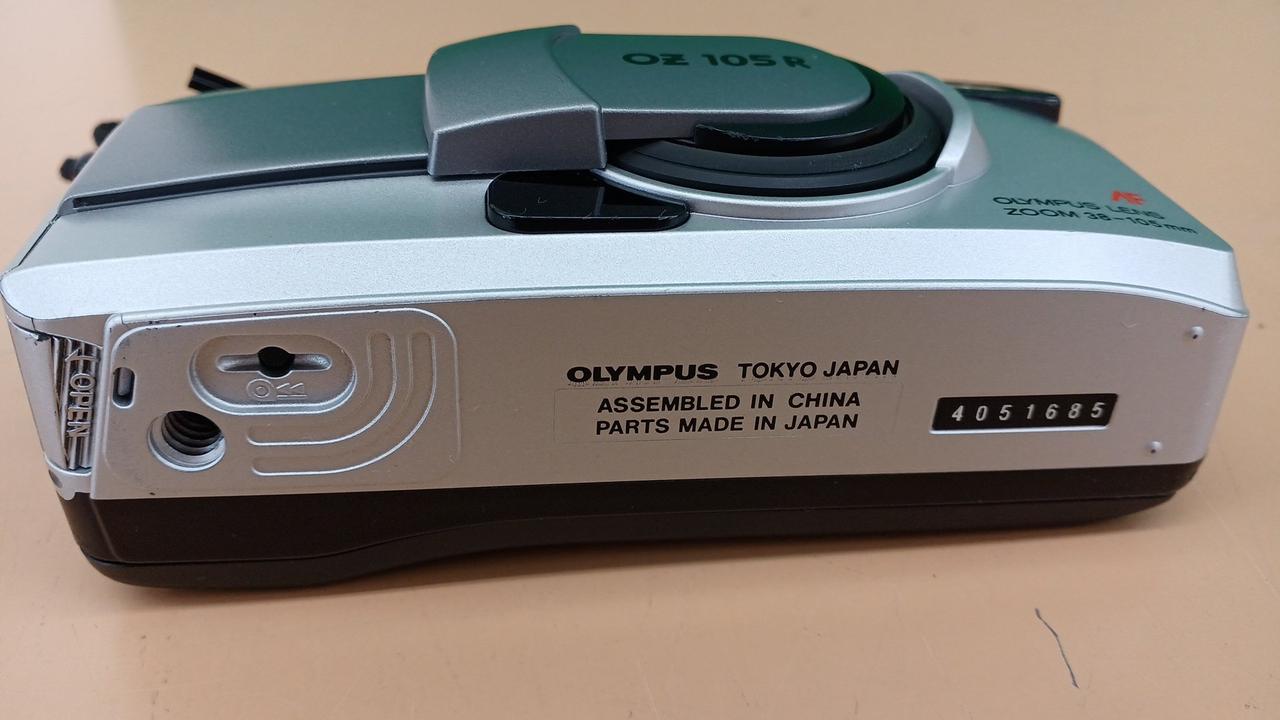 OZ 105 R
AF
OLYMPUS LENS
ZOOM 38-105mm
OPEN
OLYMPUS TOKYO JAPAN
ASSEMBLED IN CHINA
PARTS MADE IN JAPAN
4051685